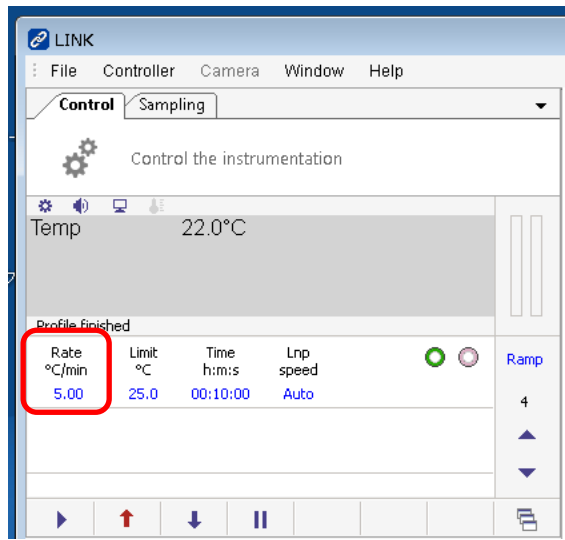 LINK
File Controller Camera Window Help
Control Sampling
Control the instrumentation
Temp 22.0°C
Profile finished
Rate Limit Time Lnp
°C/min °C h:m:s speed Ramp
5.00 25.0 00:10:00 Auto
4